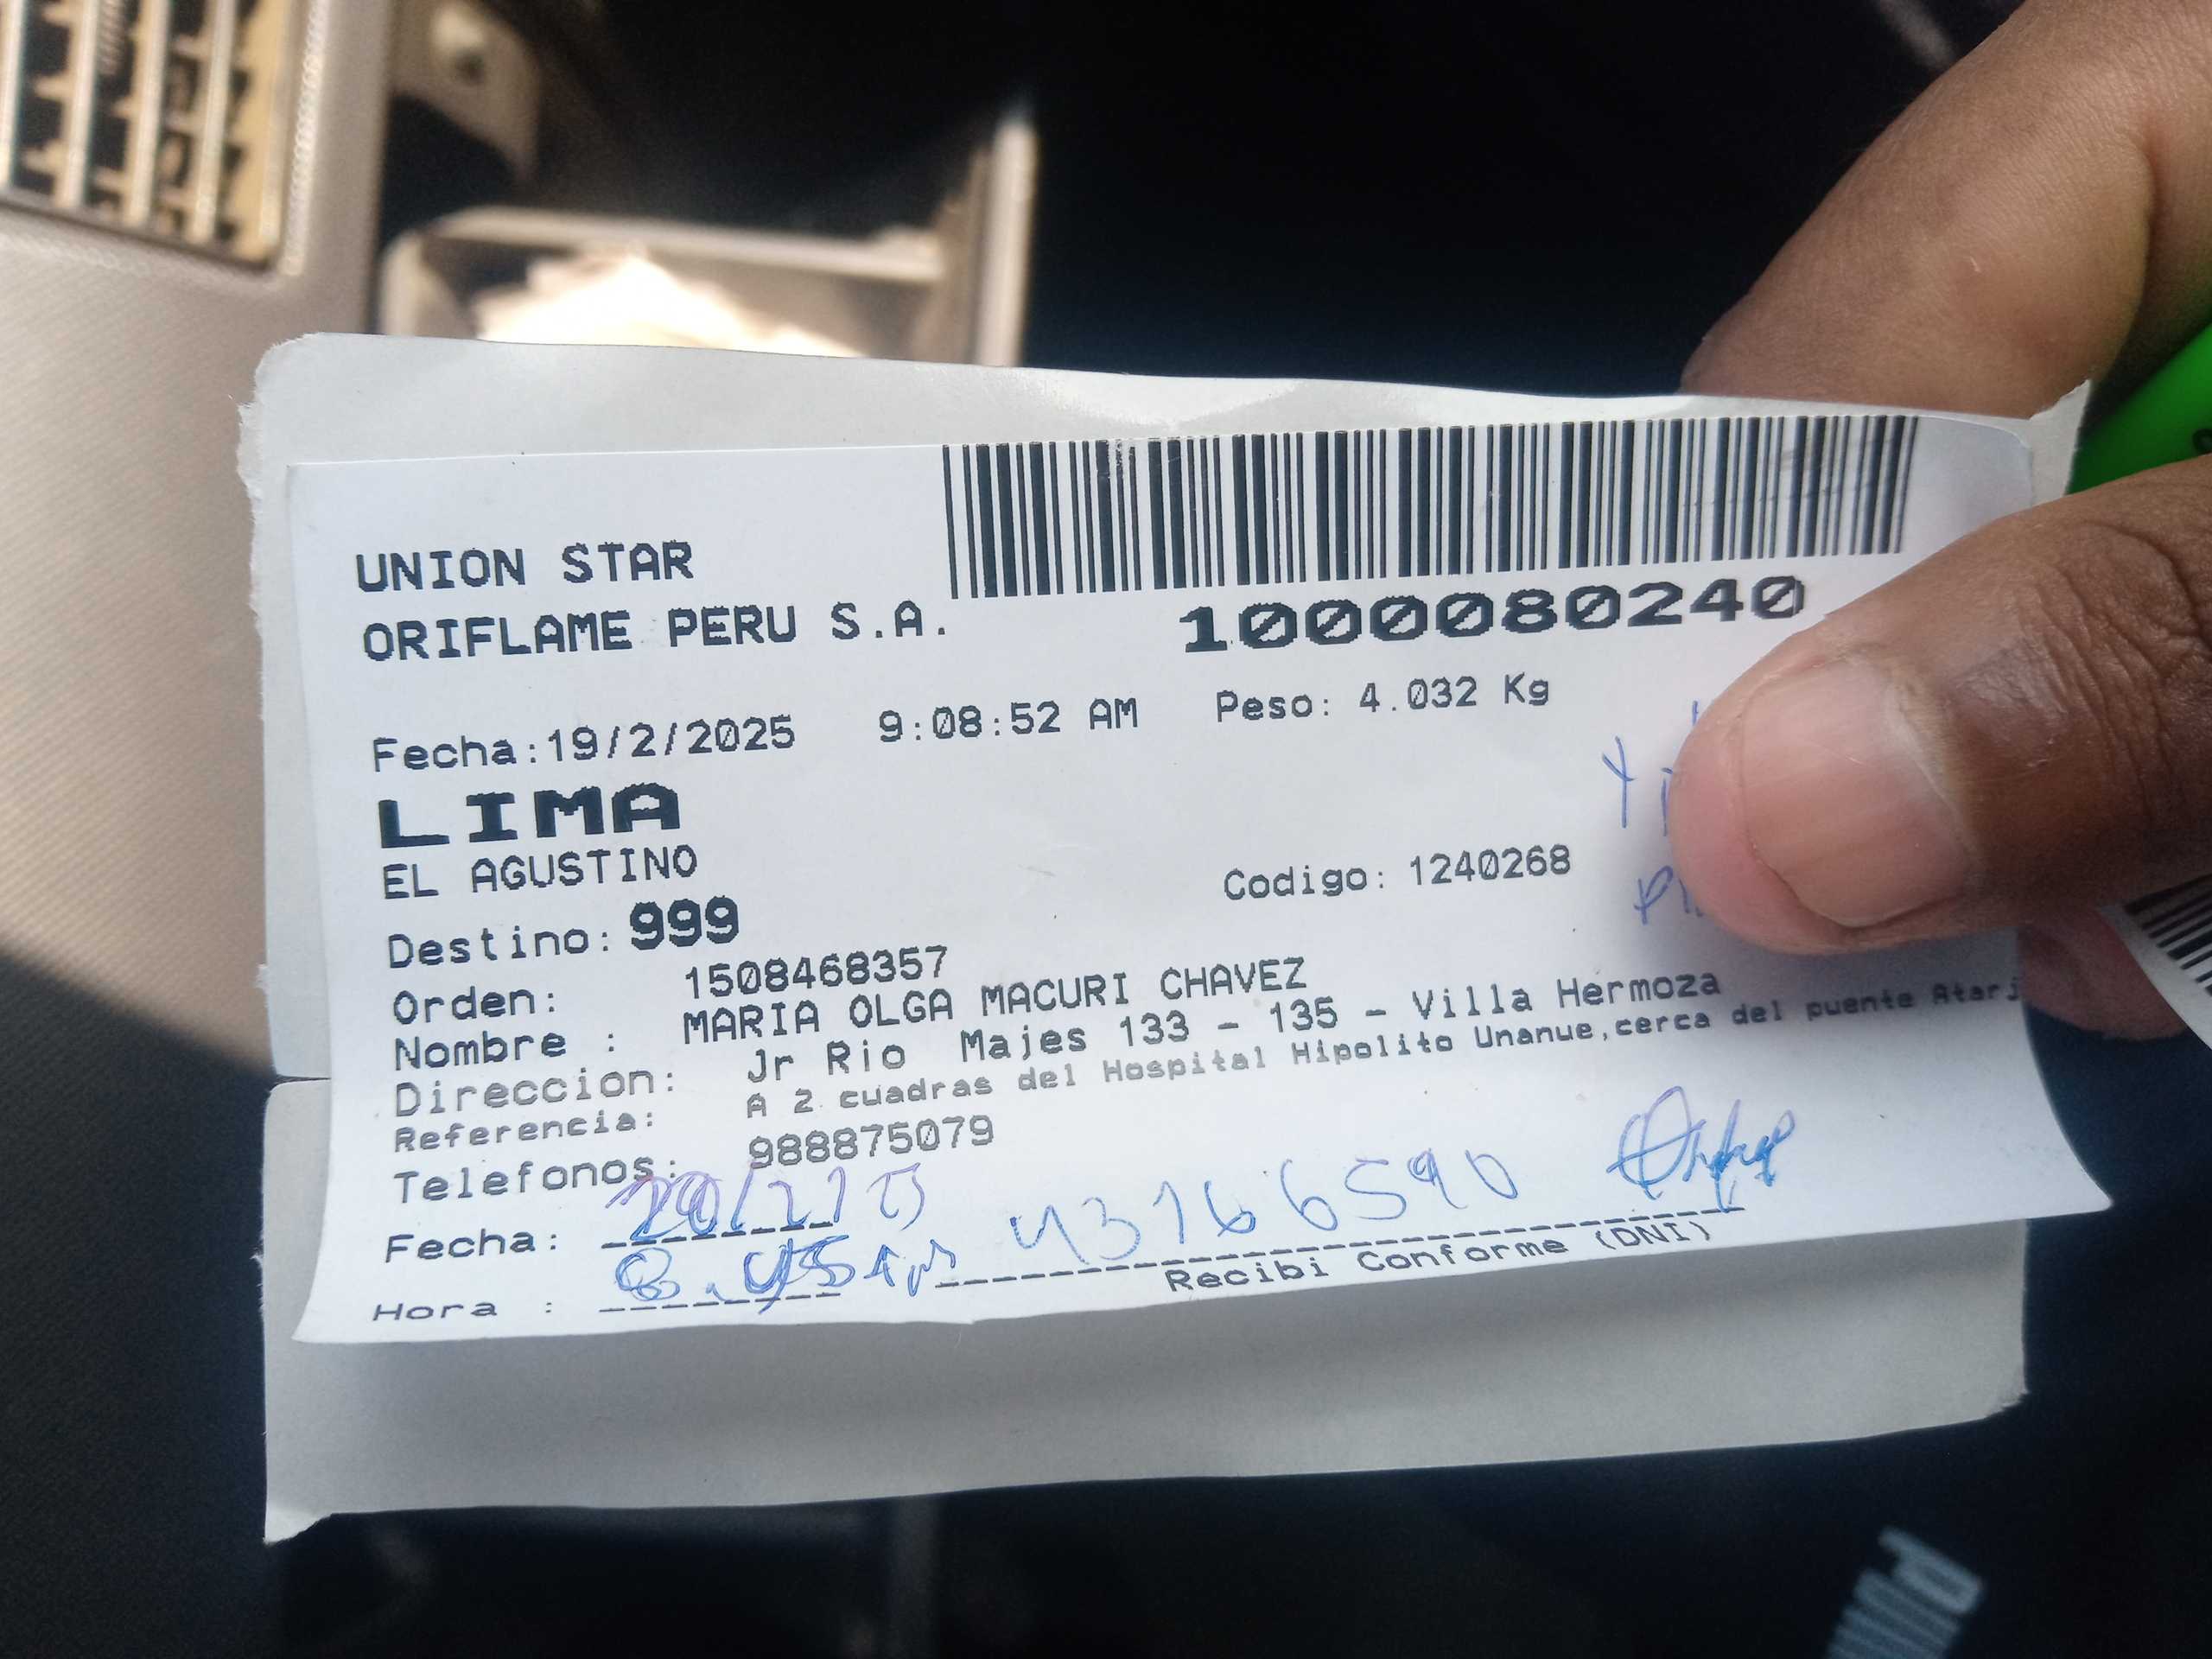 UNION STAR
ORIFLAME PERU S.A.
1000080240
Fecha:19/2/2025 9:08:52 AM Peso: 4.032 Kg
LIMA
EL AGUSTINO
Codigo: 1240268
Destino: 999
Orden: 1508468357
Nombre : MARIA OLGA MACURI CHAVEZ
Direccion: Jr Rio Majes 133 - 135 - Villa Hermoza
Referencia: A 2 cuadras del Hospital Hipolito Unanue,cerca del puente Atarj
Telefonos: 988875079
Fecha:
Hora : 43166590
Recibi Conforme (DNI)